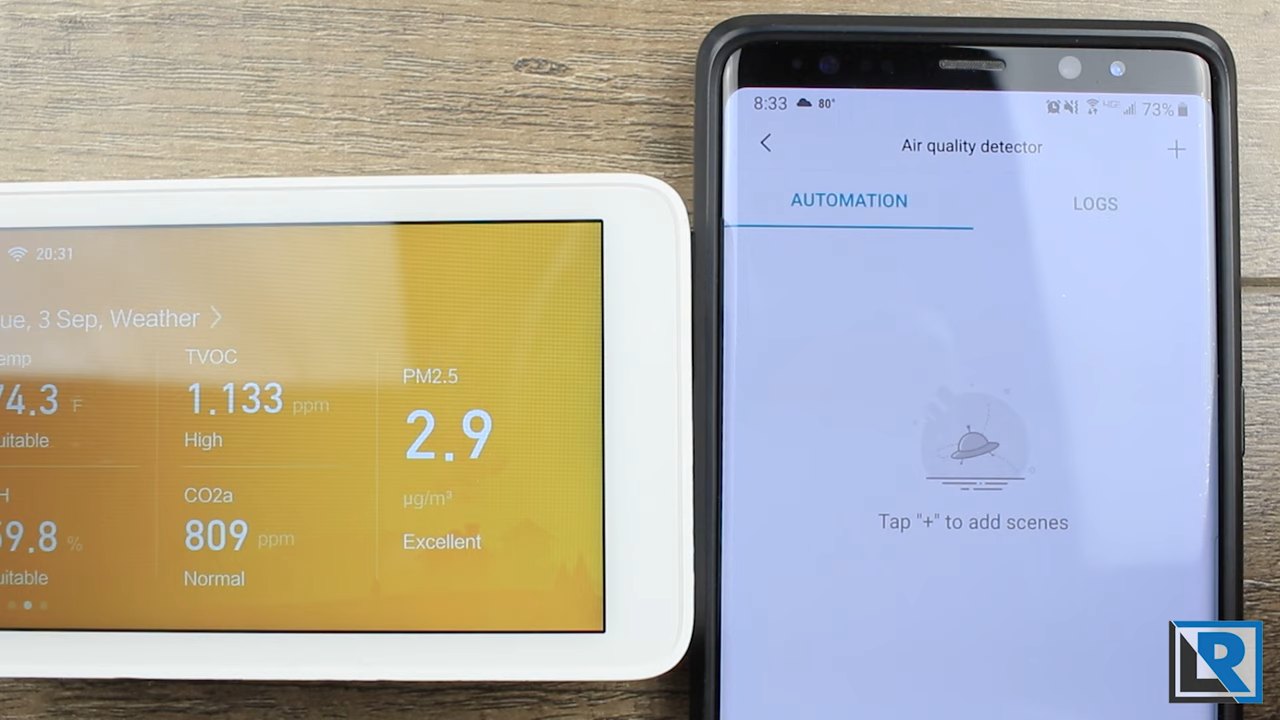 20:31
ue, 3 Sep, Weather >
emp
74.3 F
uitable
H
59.8 %
uitable
TVOC
1.133 ppm
High
CO2a
809 ppm
Normal
PM2.5
2.9
µg/m³
Excellent
8:33 80°
73%
Air quality detector
AUTOMATION LOGS
Tap "+" to add scenes
LR